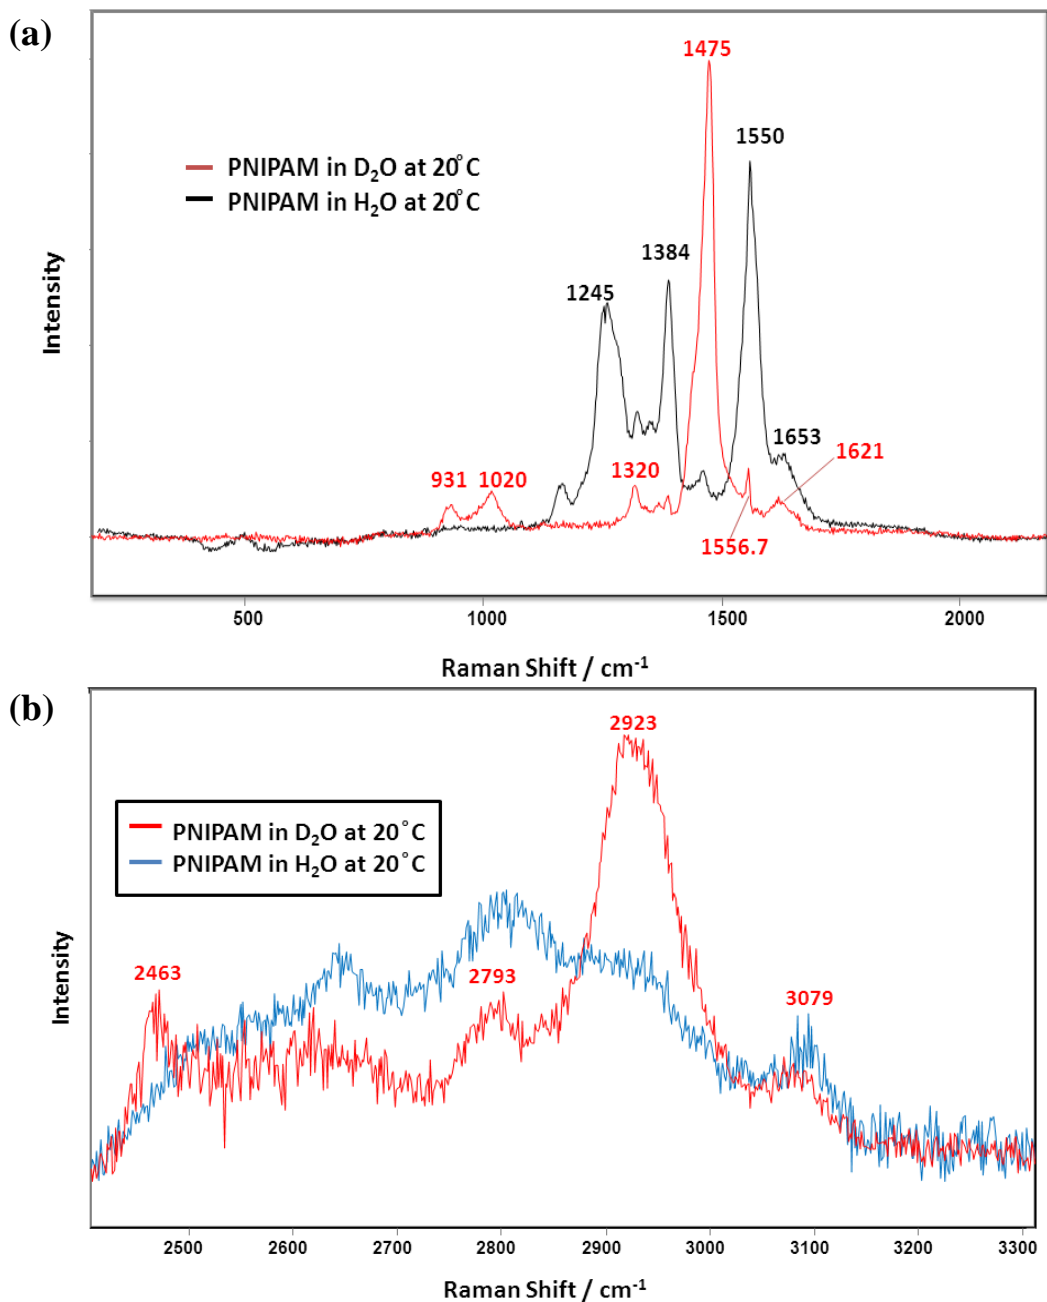 (a)
1475
1550
PNIPAM in D₂O at 20°C
PNIPAM in H₂O at 20°C
1384
1245
Intensity
1653
1621
931 1020 1320
1556.7
500 1000 1500 2000
Raman Shift / cm⁻¹
(b)
2923
PNIPAM in D₂O at 20°C
PNIPAM in H₂O at 20°C
2463 2793
3079
Intensity
2500 2600 2700 2800 2900 3000 3100 3200 3300
Raman Shift / cm⁻¹